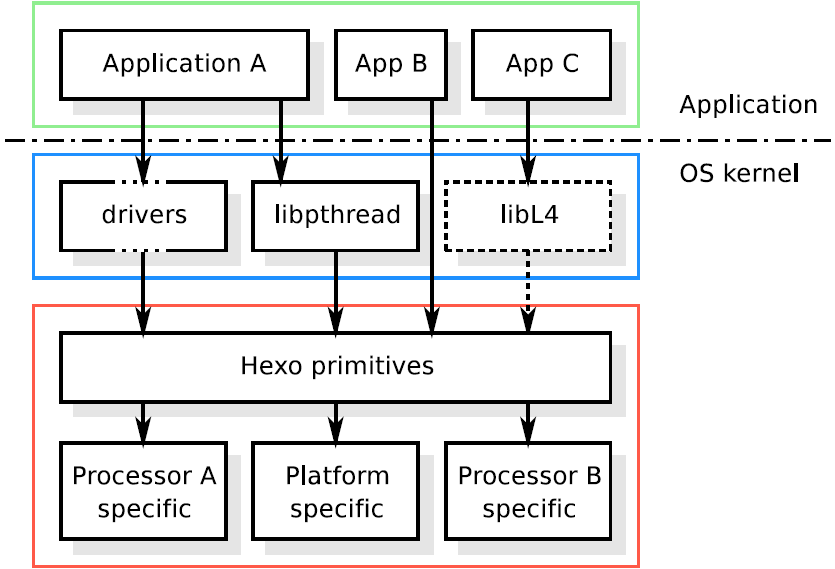 Application A
App B
App C
Application
OS kernel
drivers
libpthread
libL4
Hexo primitives
Processor A
specific
Platform
specific
Processor B
specific